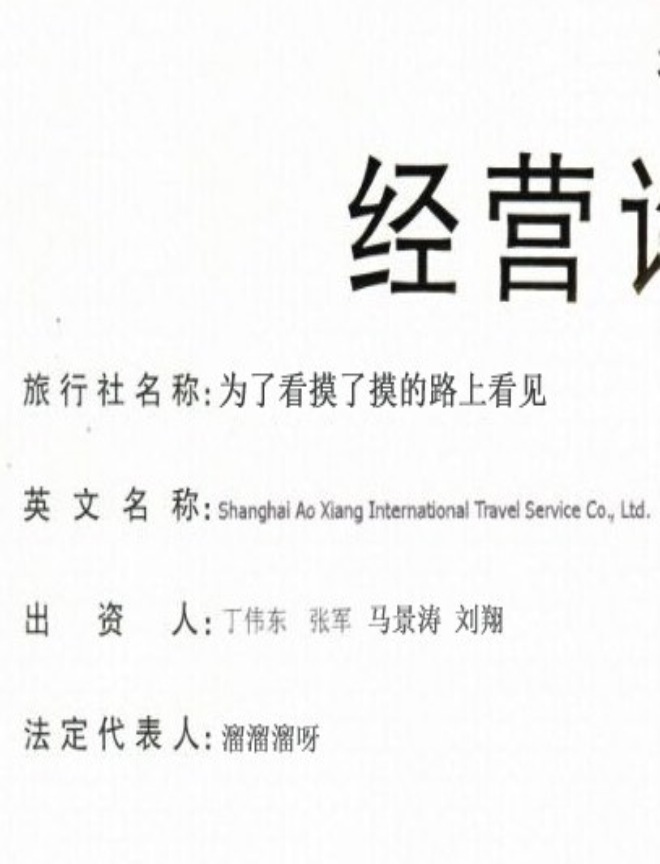 经营
旅行社名称:为了看摸了摸的路上看见
英文名称:Shanghai Ao Xiang International Travel Service Co., Ltd.
出资人:丁伟东 张军 马景涛 刘翔
法定代表人:溜溜溜呀